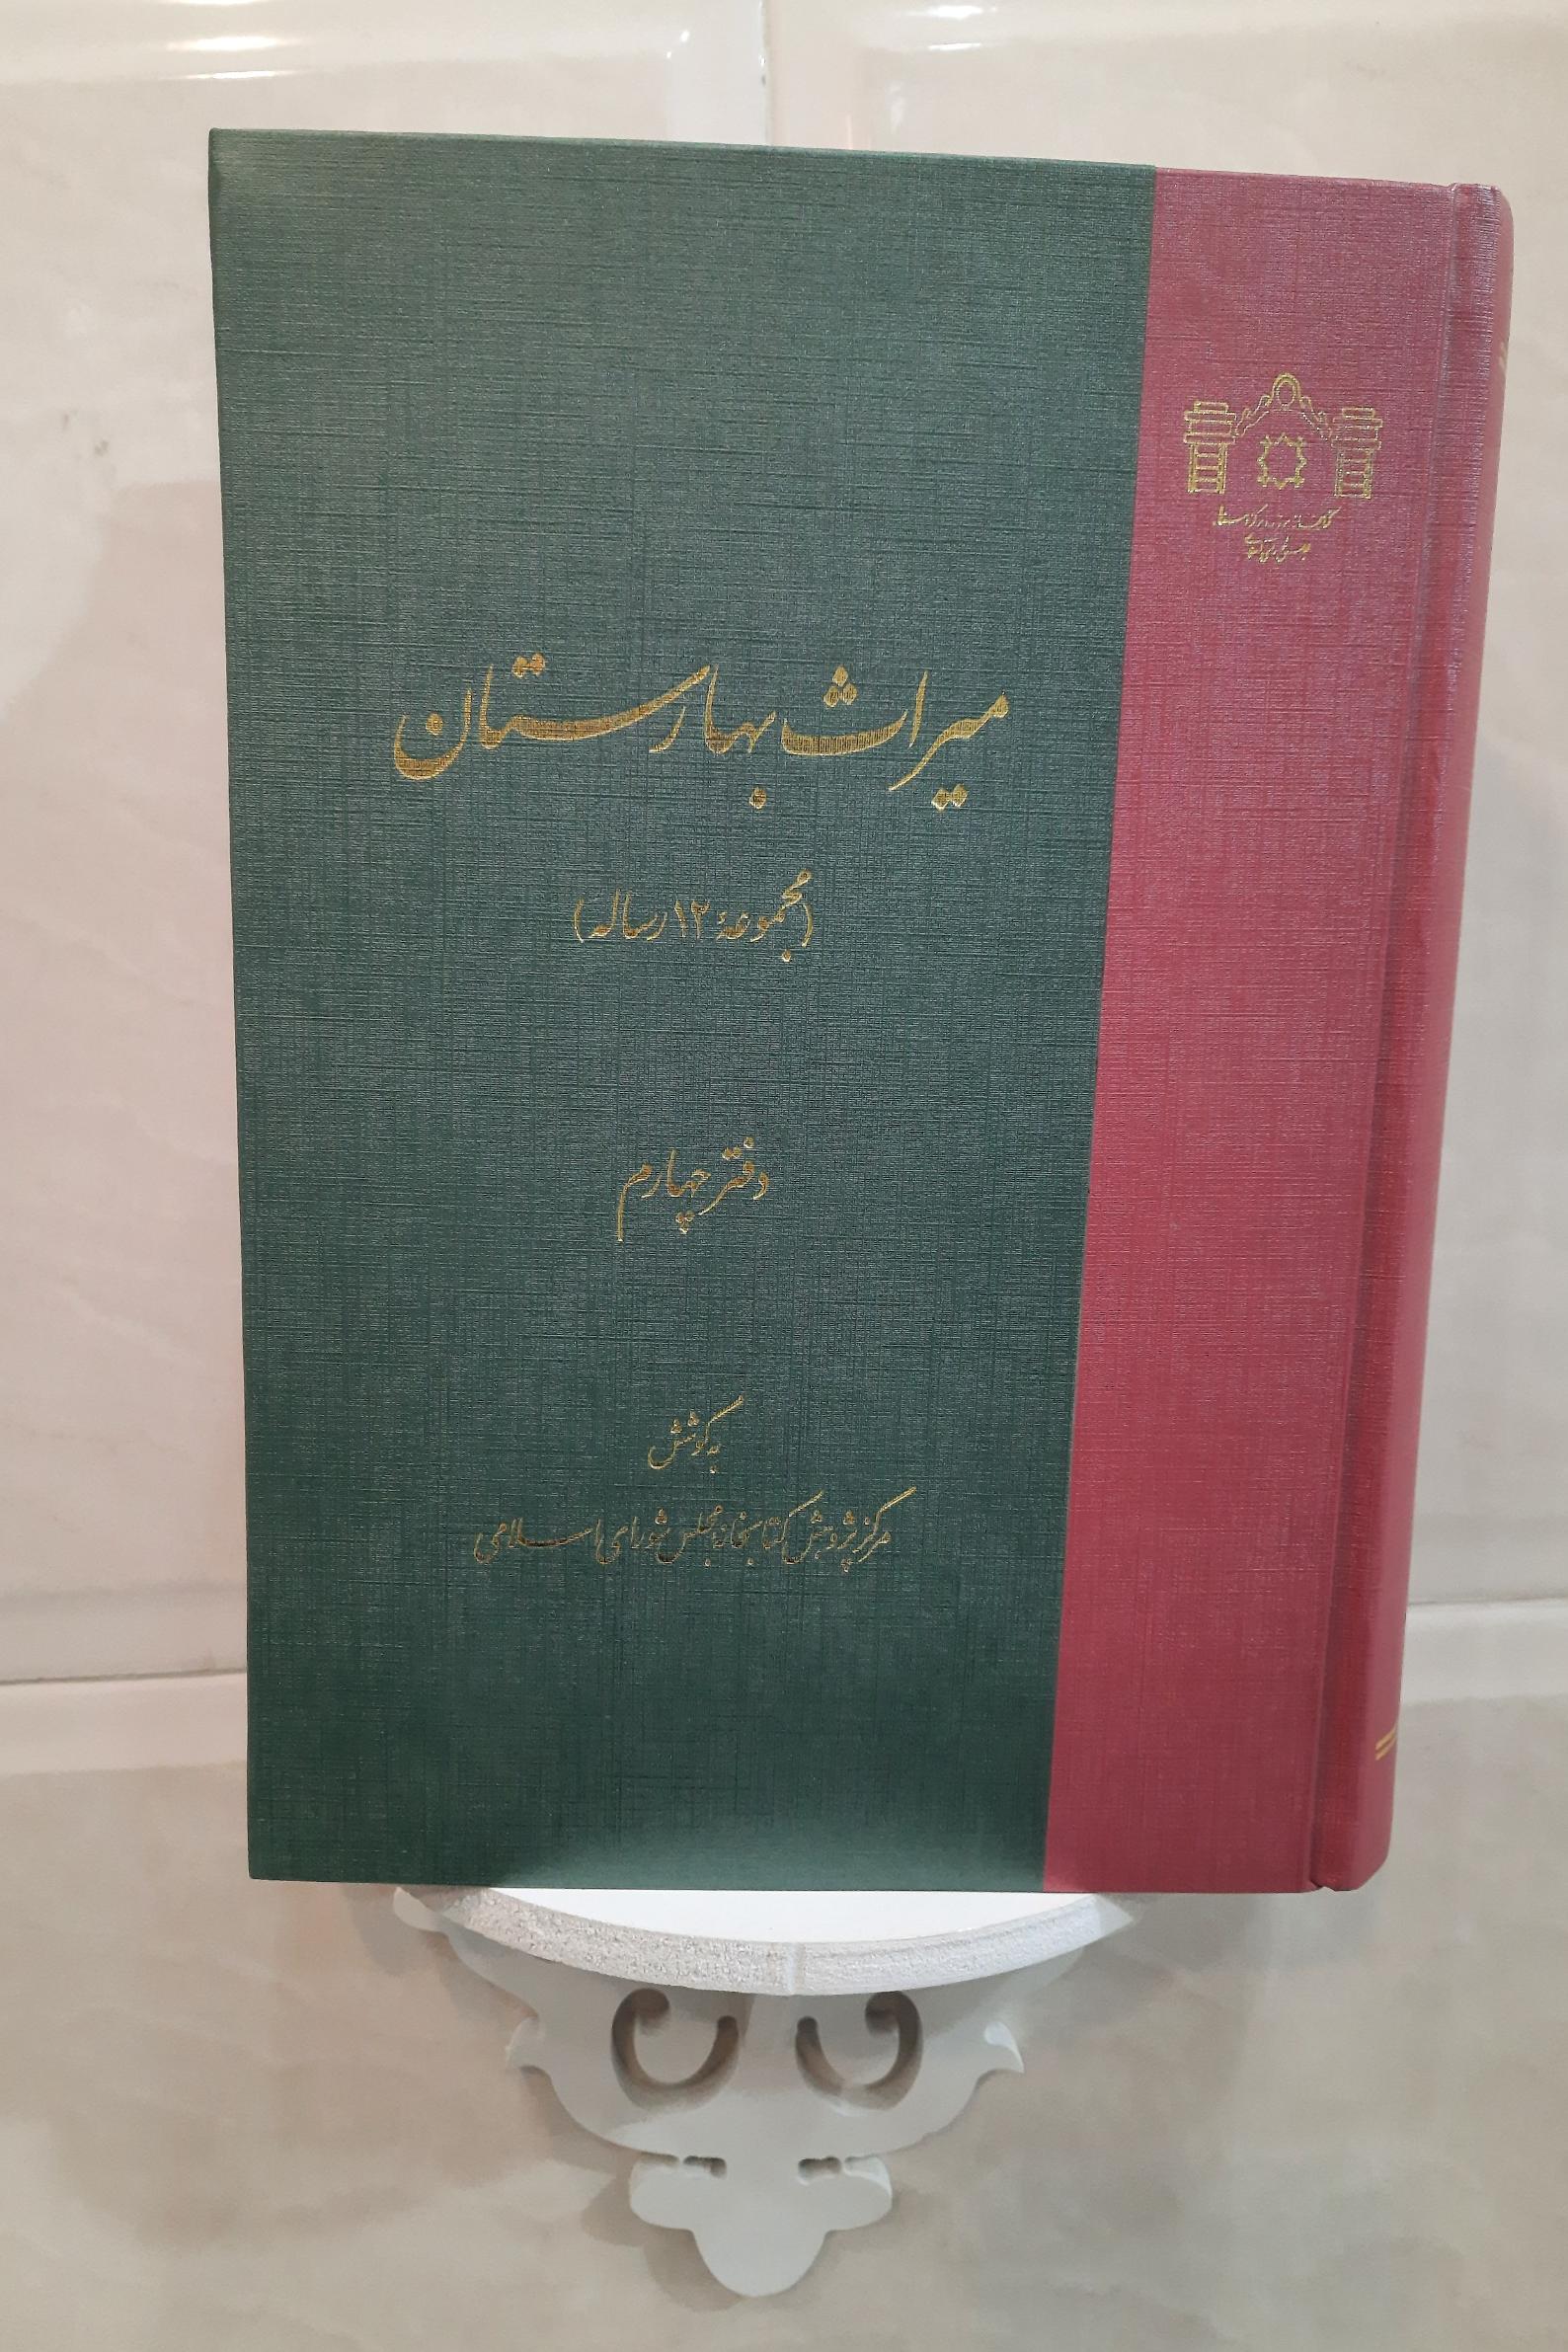 میراث بهارستان
(مجموعهٔ ۱۲ رساله)
دفتر چهارم
به کوشش
مرکز پژوهش کتابخانه مجلس شورای اسلامی